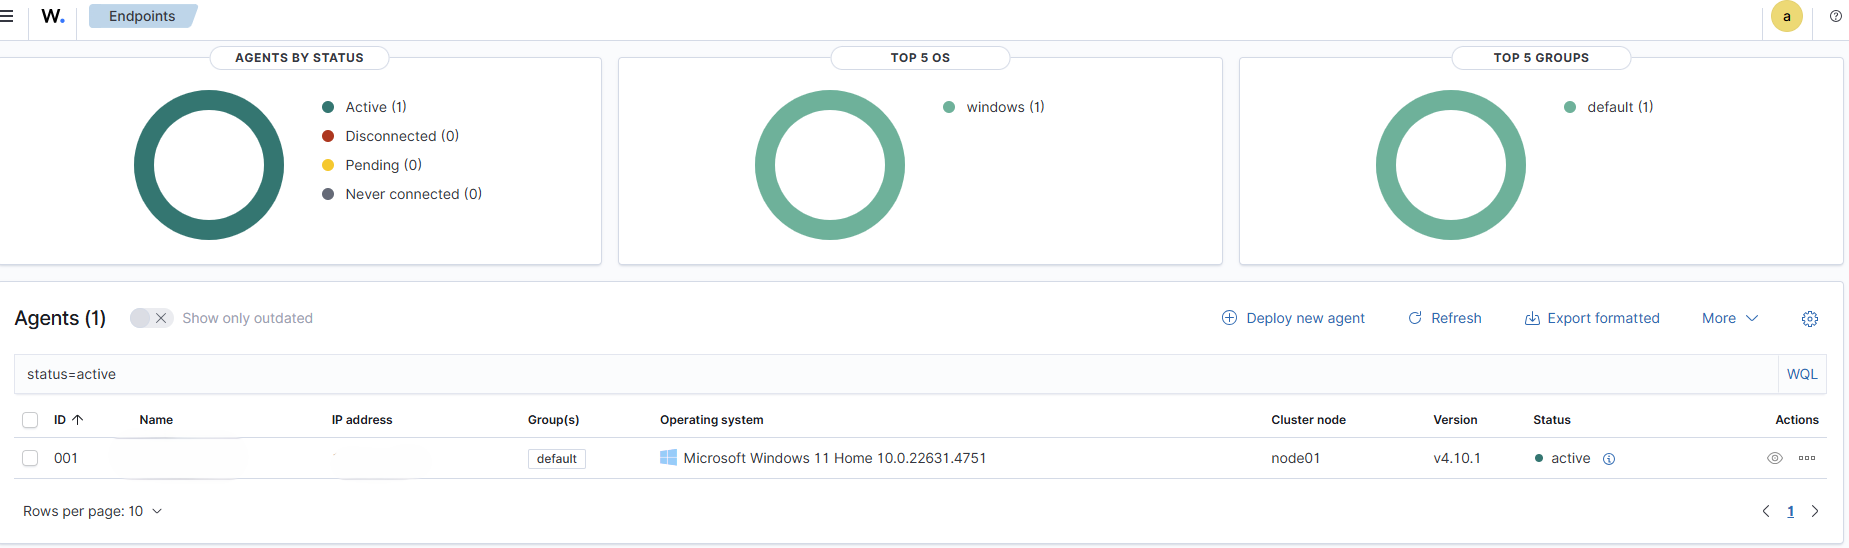 W. Endpoints a
AGENTS BY STATUS
Active (1)
Disconnected (0)
Pending (0)
Never connected (0)
TOP 5 OS
windows (1)
TOP 5 GROUPS
default (1)
Agents (1) Show only outdated Deploy new agent Refresh Export formatted More
status=active WQL
ID Name IP address Group(s) Operating system Cluster node Version Status Actions
001 default Microsoft Windows 11 Home 10.0.22631.4751 node01 v4.10.1 active
Rows per page: 10 1